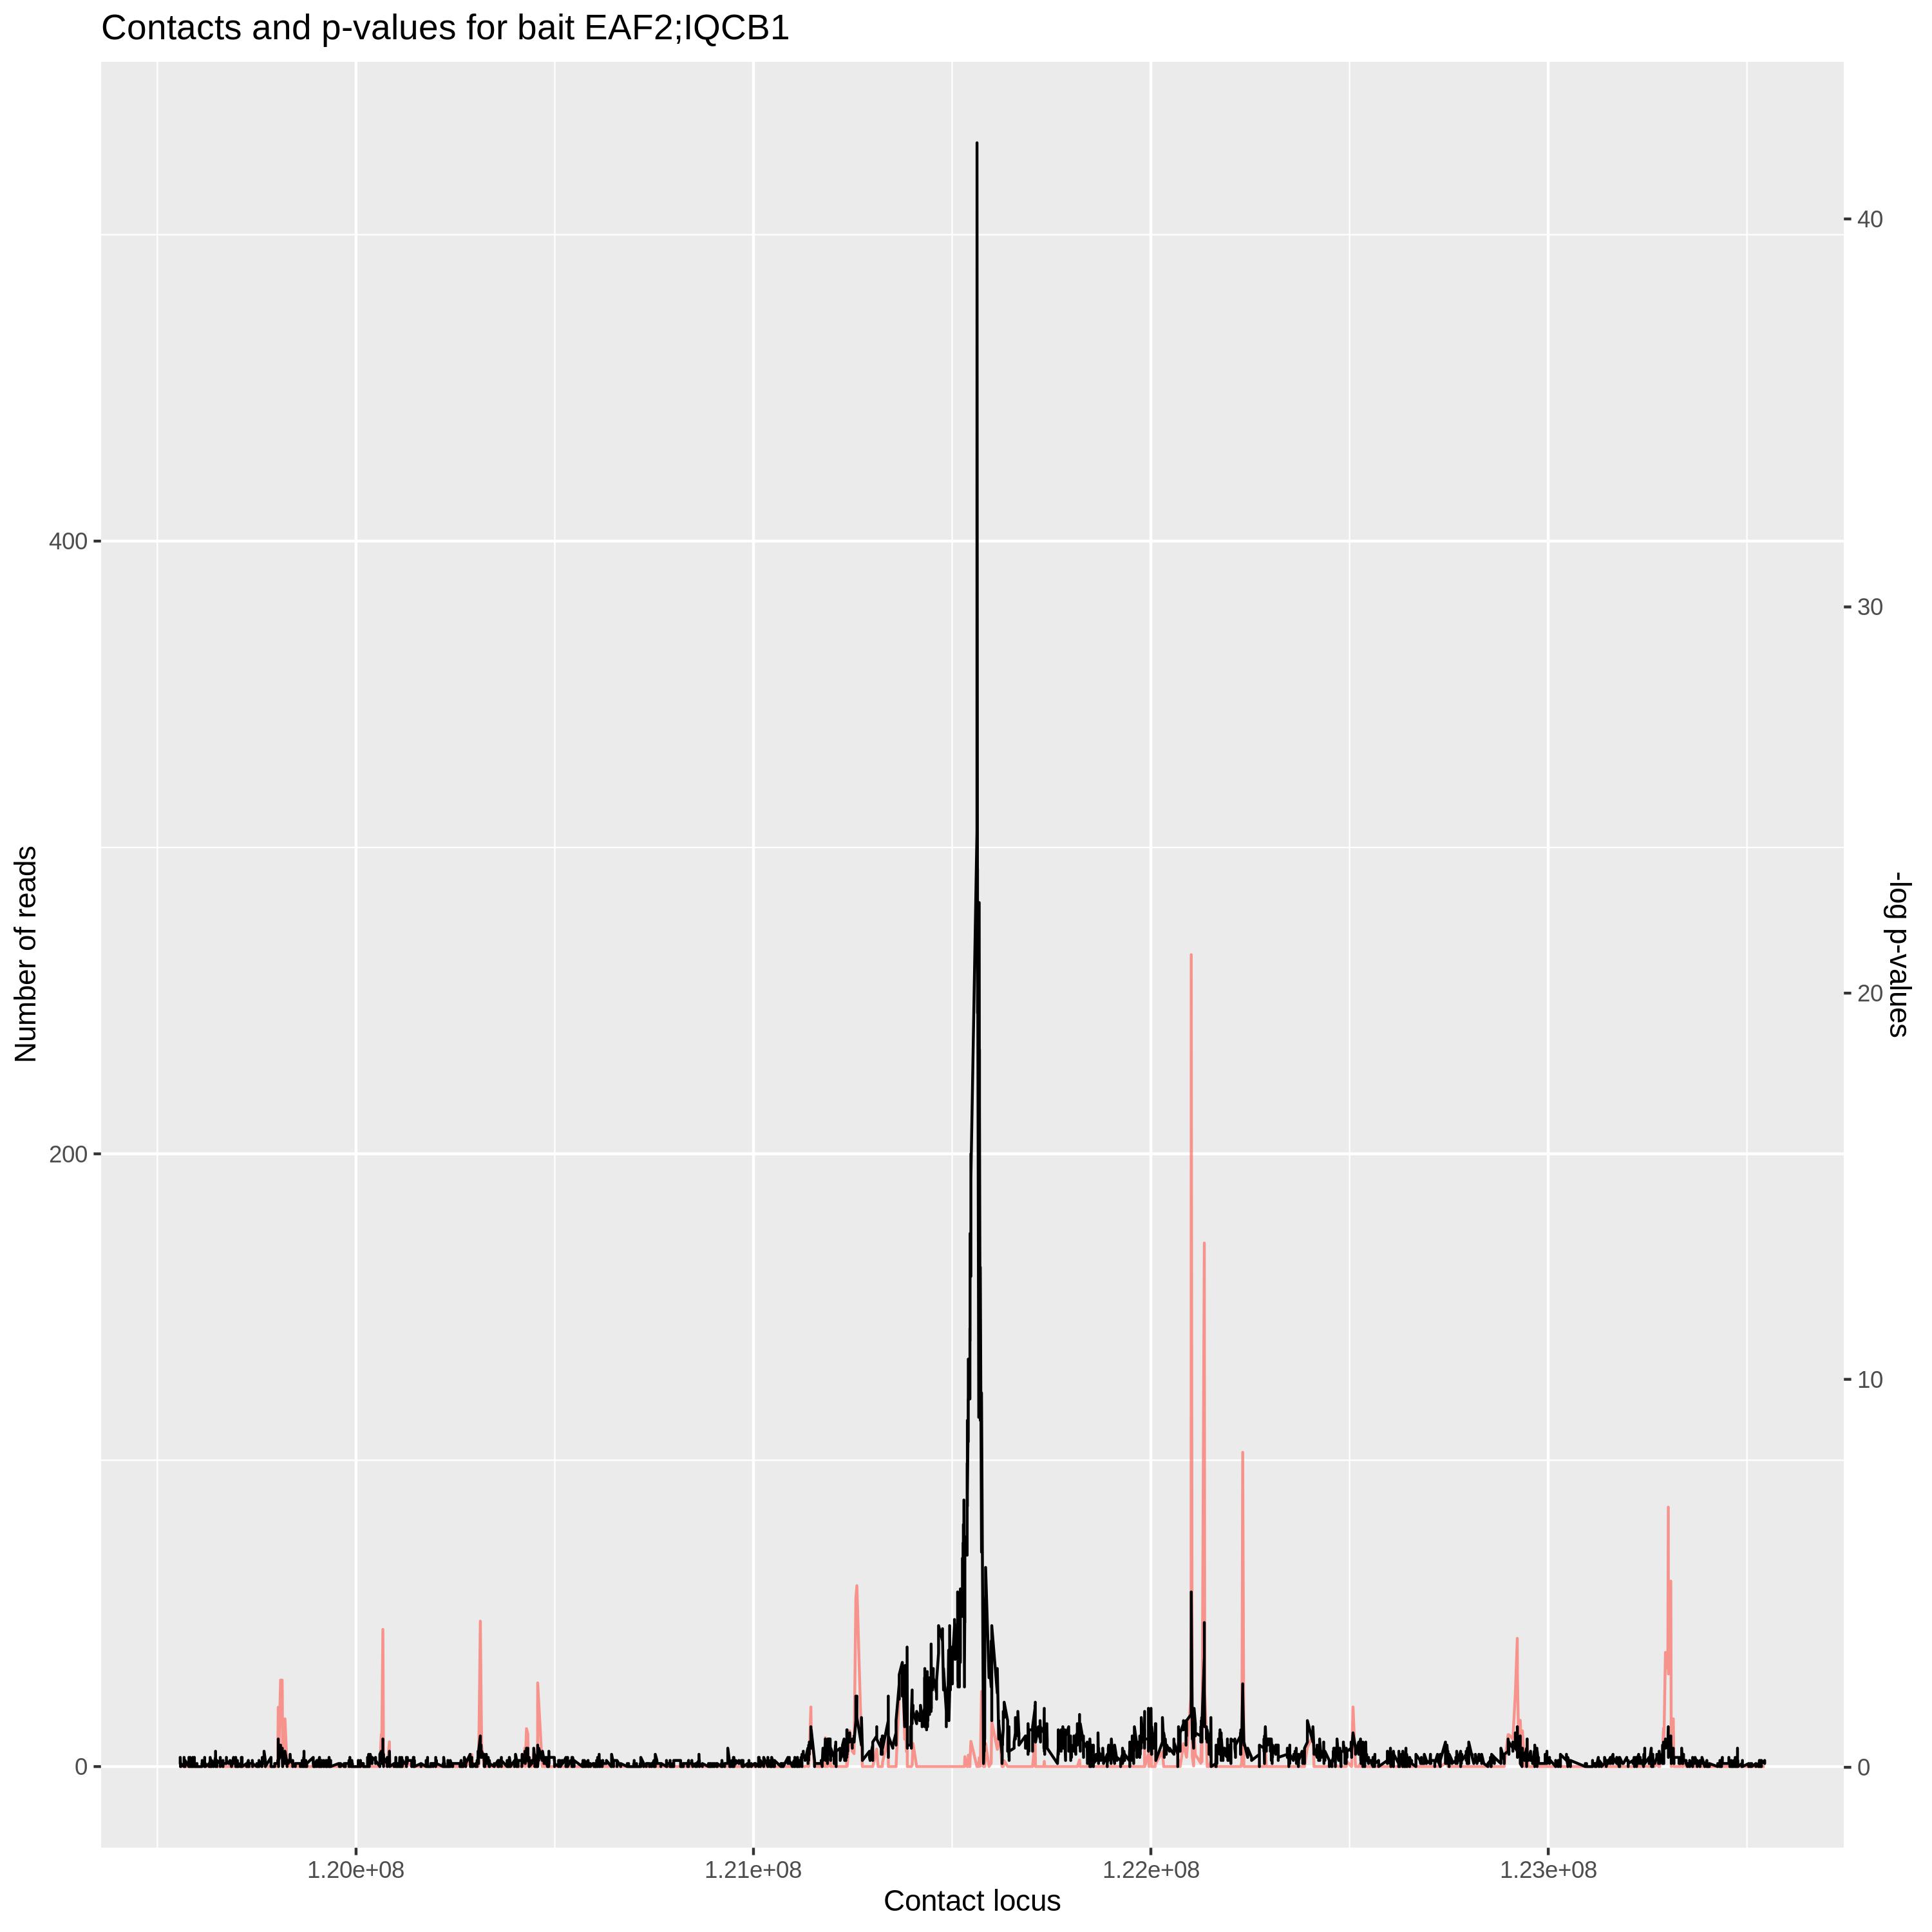 Contacts and p-values for bait EAF2;IQCB1
Number of reads
400
200
0
40
30
20
10
0
-log p-values
1.20e+08
1.21e+08
1.22e+08
1.23e+08
Contact locus